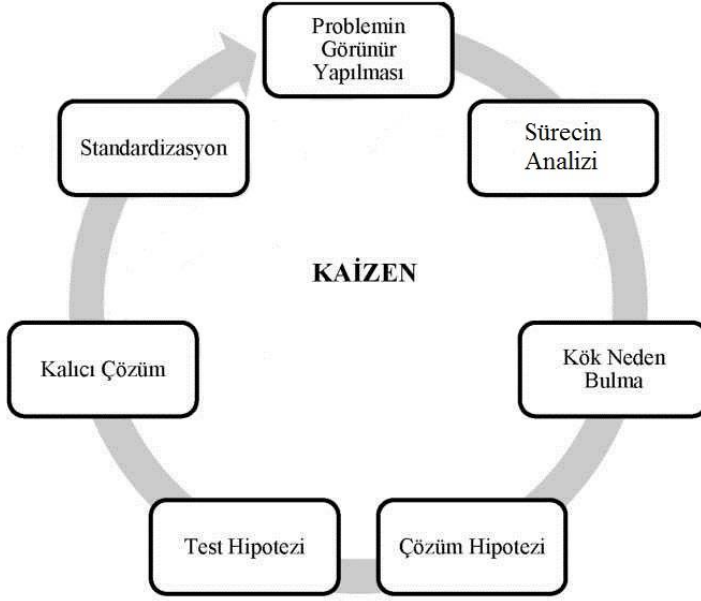 Problemin
Görünür
Yapılması
Sürecin
Analizi
Kök Neden
Bulma
Çözüm Hipotezi
Test Hipotezi
Kalıcı Çözüm
Standardizasyon
KAİZEN